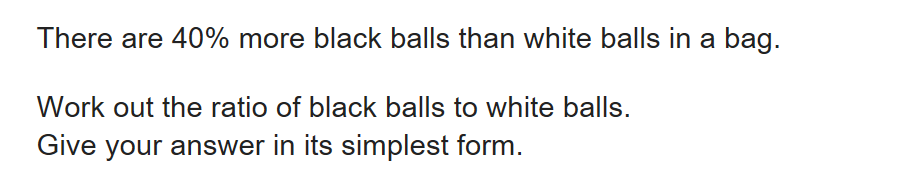 There are 40% more black balls than white balls in a bag.
Work out the ratio of black balls to white balls.
Give your answer in its simplest form.